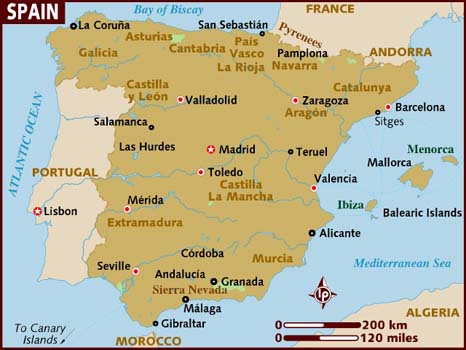 SPAIN
Bay of Biscay
FRANCE
La Coruña
Asturias
San Sebastián
Pyrenees
Galicia
Cantabria
País
Vasco
Pamplona
ANDORRA
La Rioja
Navarra
Castilla
y León
Valladolid
Zaragoza
Aragón
Catalunya
Barcelona
Sitges
Salamanca
Las Hurdes
Madrid
Teruel
Menorca
Mallorca
ATLANTIC OCEAN
PORTUGAL
Toledo
Castilla
La Mancha
Valencia
Ibiza
Balearic Islands
Lisbon
Mérida
Extramadura
Alicante
Córdoba
Murcia
Mediterranean Sea
Seville
Andalucía
Granada
Sierra Nevada
Málaga
LP
To Canary
Islands
Gibraltar
MOROCCO
ALGERIA
0
200 km
0
120 miles